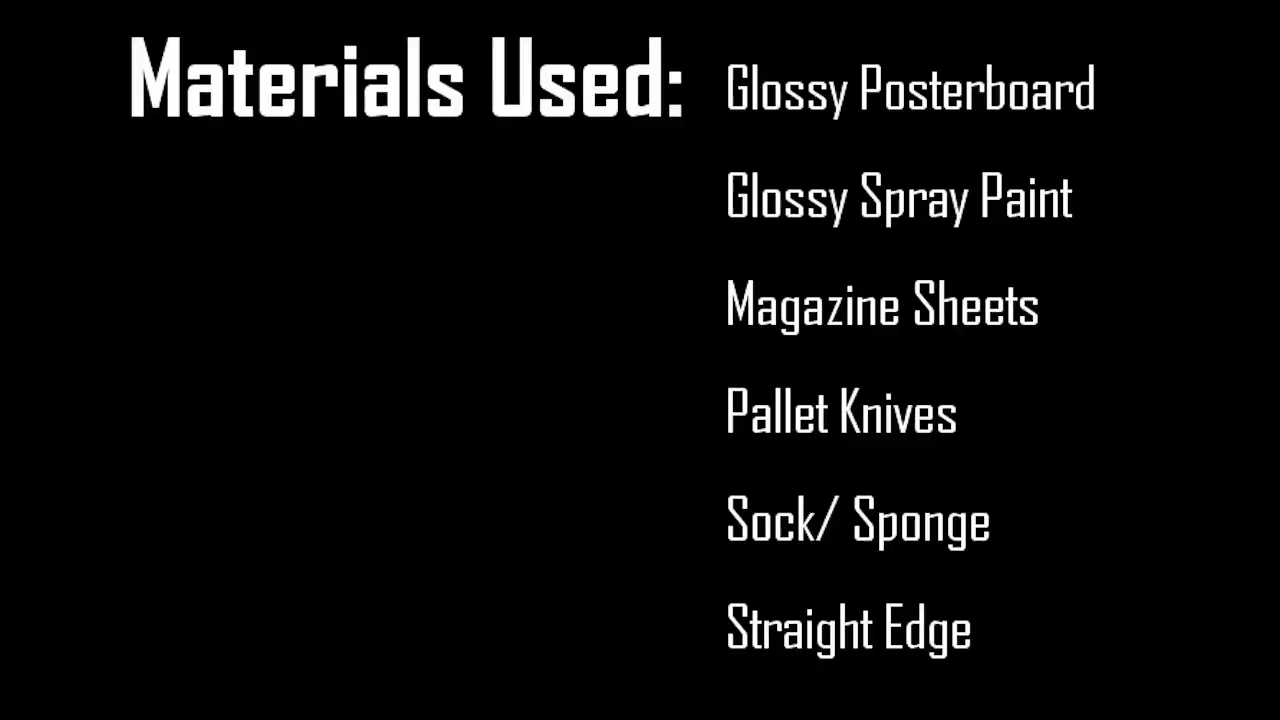 Materials Used:
Glossy Posterboard
Glossy Spray Paint
Magazine Sheets
Pallet Knives
Sock/ Sponge
Straight Edge